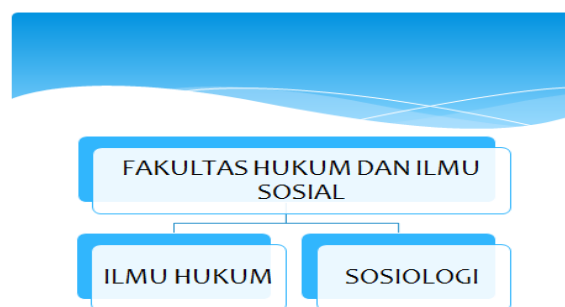 FAKULTAS HUKUM DAN ILMU
SOSIAL
ILMU HUKUM
SOSIOLOGI